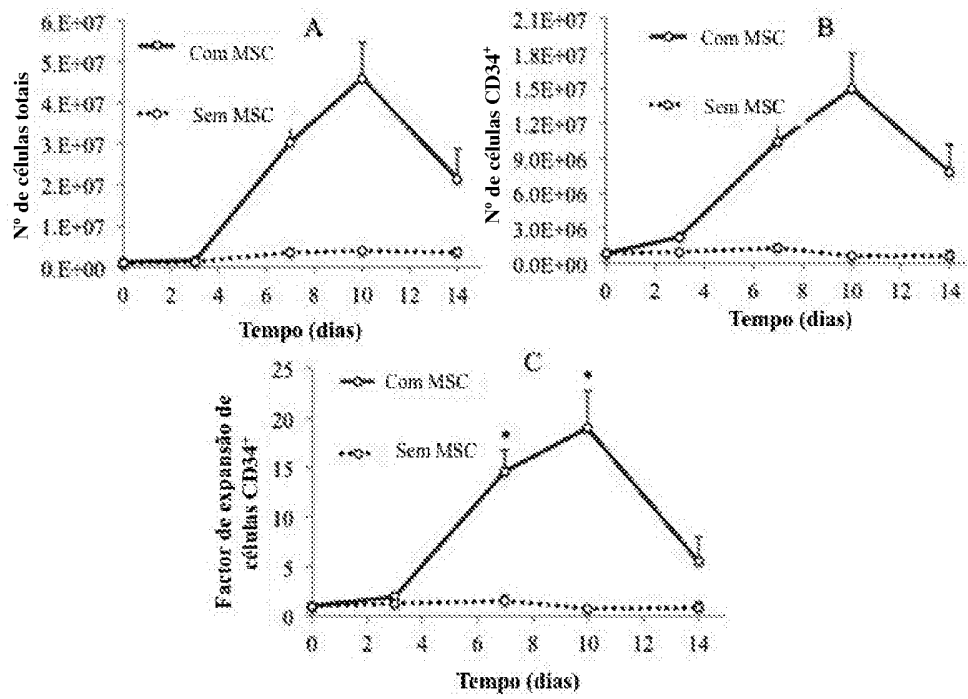 A
Nº de células totais
6.E+07
5.E+07
4.E+07
3.E+07
2.E+07
1.E+07
0.E+00
Com MSC
Sem MSC
0 2 4 6 8 10 12 14
Tempo (dias)
B
Nº de células CD34+
2.1E+07
1.8E+07
1.5E+07
1.2E+07
9.0E+06
6.0E+06
3.0E+06
0.0E+00
Com MSC
Sem MSC
0 2 4 6 8 10 12 14
Tempo (dias)
C
Factor de expansão de
células CD34+
25
20
15
10
5
0
Com MSC
Sem MSC
*
*
0 2 4 6 8 10 12 14
Tempo (dias)